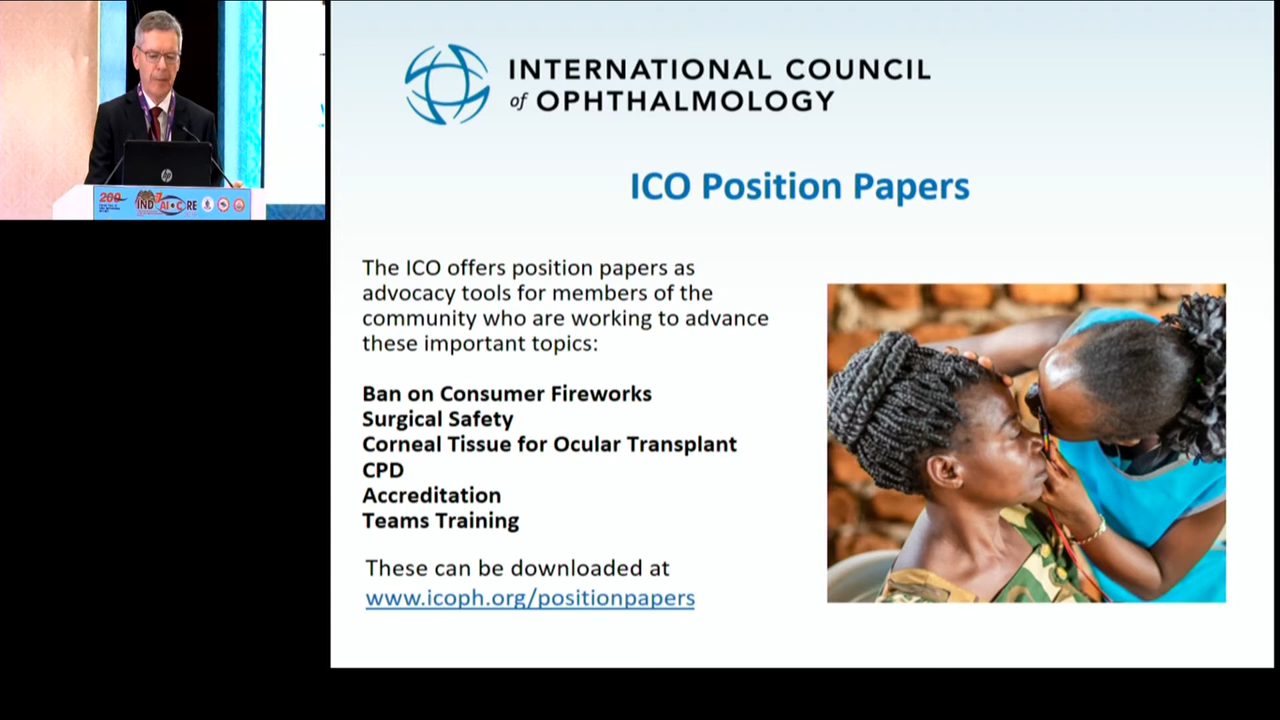 INTERNATIONAL COUNCIL
of OPHTHALMOLOGY
ICO Position Papers
The ICO offers position papers as
advocacy tools for members of the
community who are working to advance
these important topics:
Ban on Consumer Fireworks
Surgical Safety
Corneal Tissue for Ocular Transplant
CPD
Accreditation
Teams Training
These can be downloaded at
www.icoph.org/positionpapers
hp
200